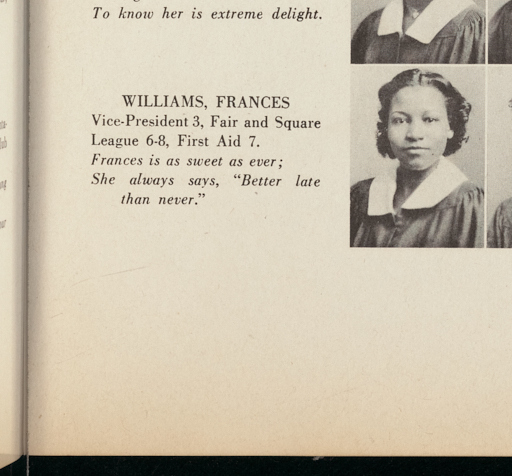 To know her is extreme delight.
WILLIAMS, FRANCES
Vice-President 3, Fair and Square
League 6-8, First Aid 7.
Frances is as sweet as ever;
She always says, "Better late
than never."